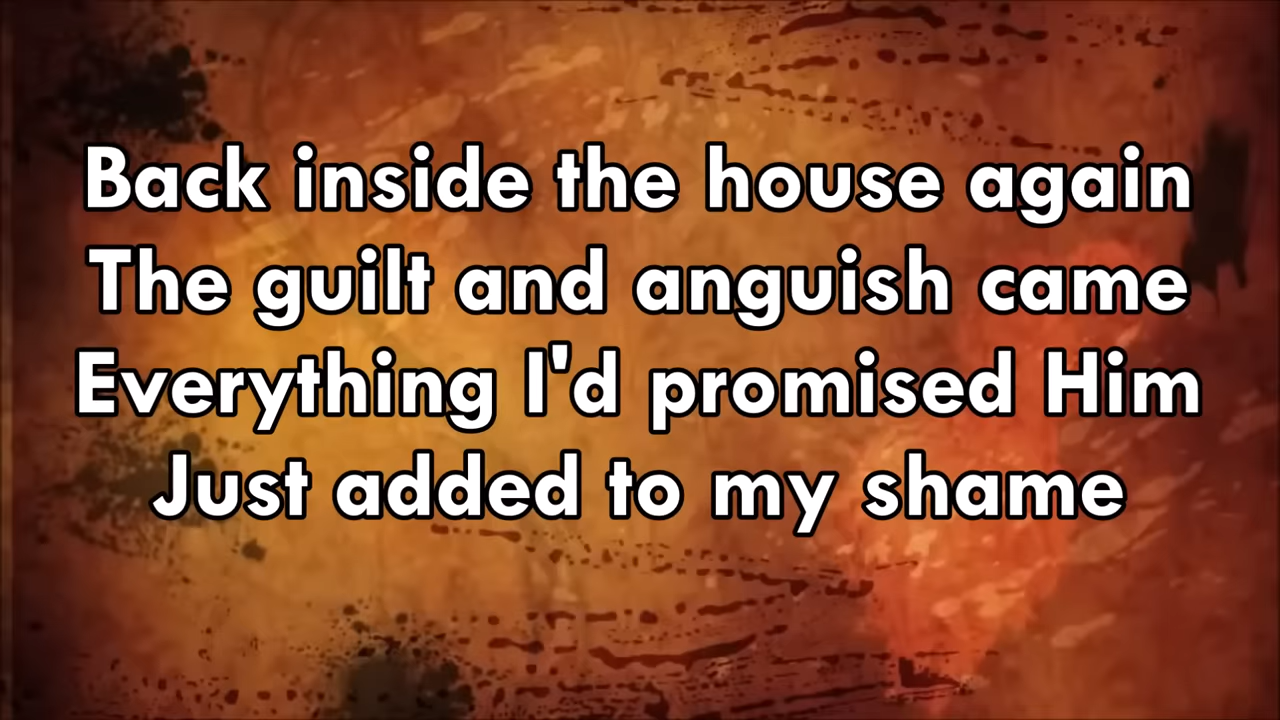 Back inside the house again
The guilt and anguish came
Everything I'd promised Him
Just added to my shame